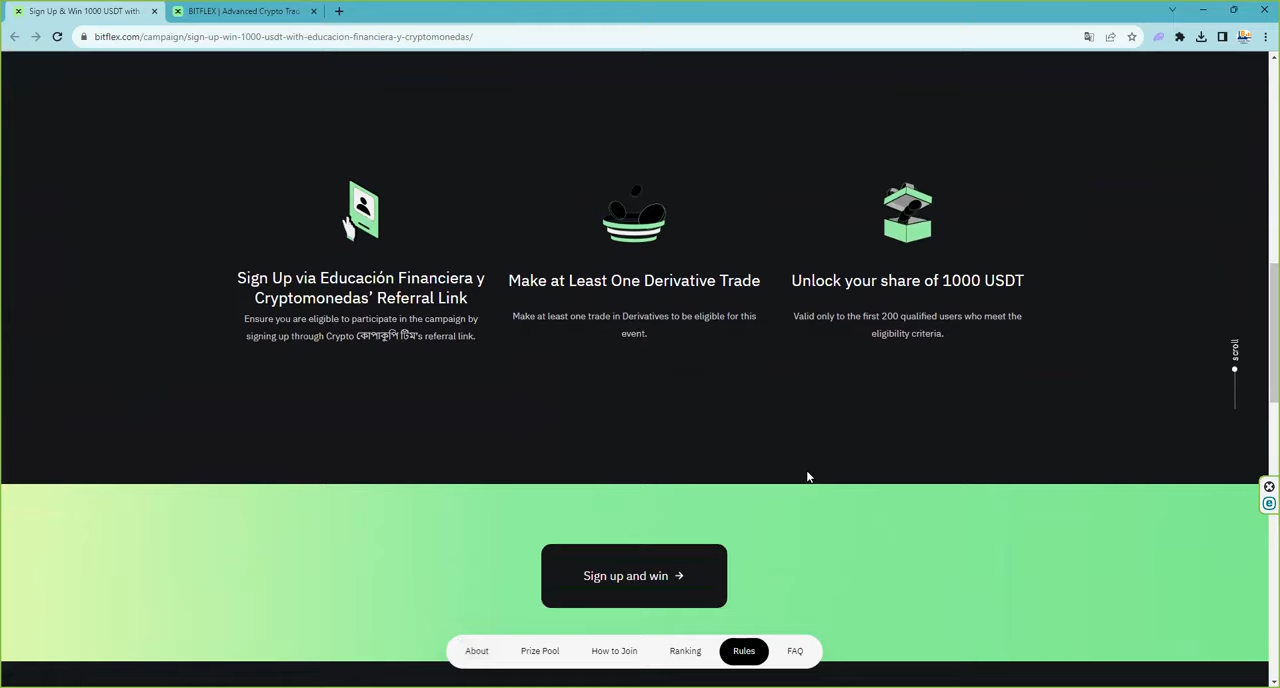 Sign Up & Win 1000 USDT with
BITFLEX | Advanced Crypto Trac
bitflex.com/campaign/sign-up-win-1000-usdt-with-educacion-financiera-y-cryptomonedas/
Sign Up via Educación Financiera y
Cryptomonedas’ Referral Link
Ensure you are eligible to participate in the campaign by
signing up through Crypto কোপাকুপি টিম's referral link.
Make at Least One Derivative Trade
Make at least one trade in Derivatives to be eligible for this
event.
Unlock your share of 1000 USDT
Valid only to the first 200 qualified users who meet the
eligibility criteria.
scroll
Sign up and win →
About Prize Pool How to Join Ranking Rules FAQ